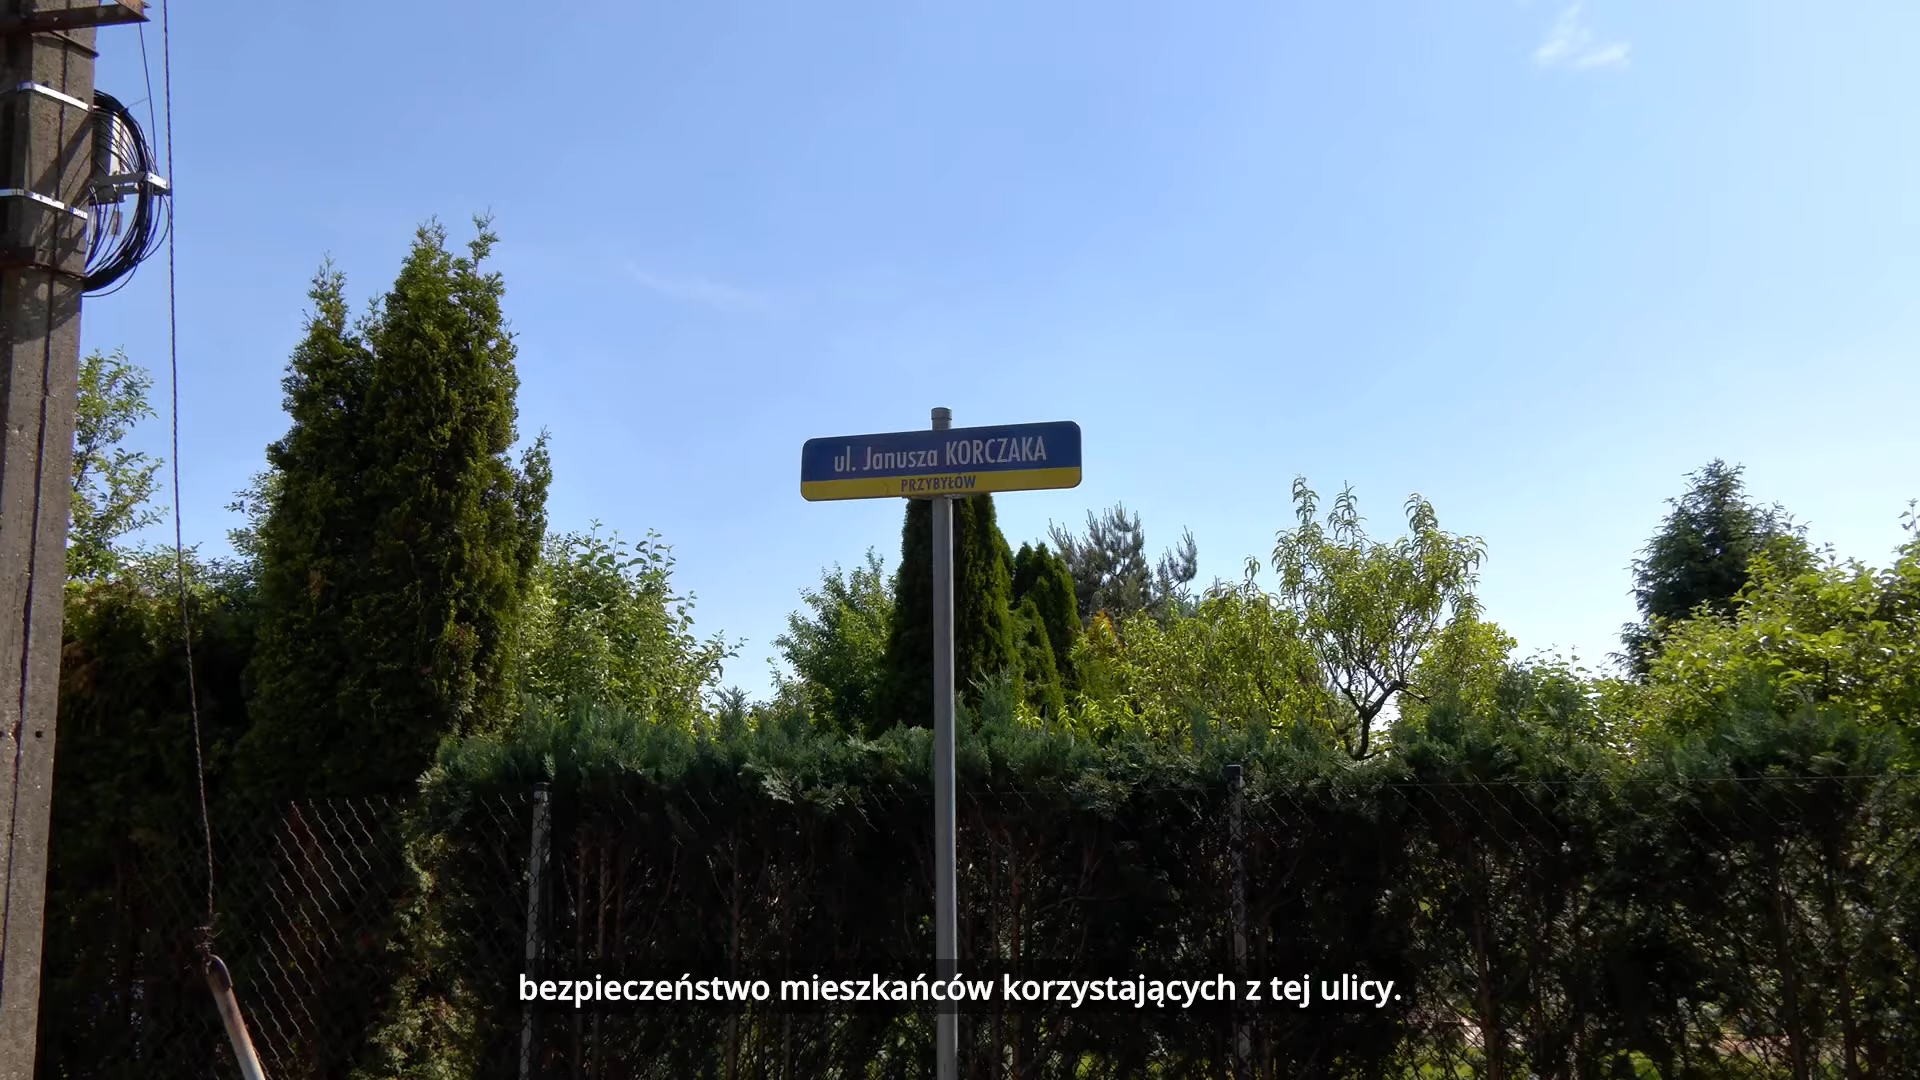 ul. Janusza KORCZAKA
PRZYBYŁÓW
bezpieczeństwo mieszkańców korzystających z tej ulicy.